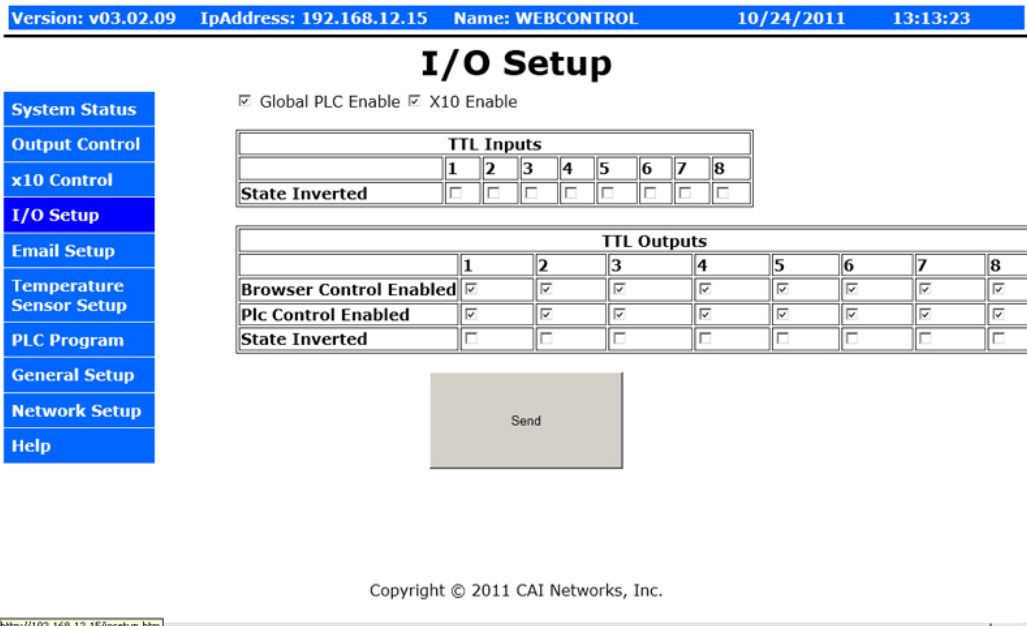 Version: v03.02.09 IpAddress: 192.168.12.15 Name: WEBCONTROL 10/24/2011 13:13:23
I/O Setup
System Status
Output Control
x10 Control
I/O Setup
Email Setup
Temperature
Sensor Setup
PLC Program
General Setup
Network Setup
Help
Global PLC Enable X10 Enable
TTL Inputs
1 2 3 4 5 6 7 8
State Inverted
TTL Outputs
1 2 3 4 5 6 7 8
Browser Control Enabled
Plc Control Enabled
State Inverted
Send
Copyright © 2011 CAI Networks, Inc.